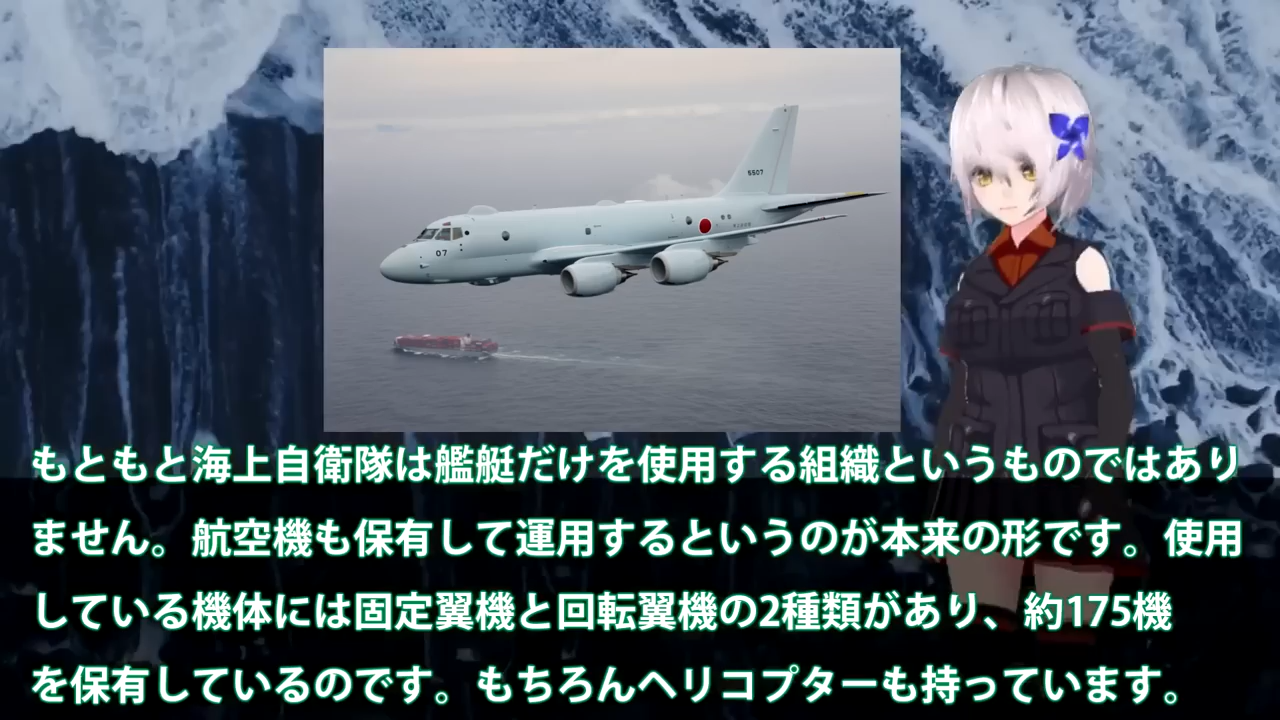 5507
07
もともと海上自衛隊は艦艇だけを使用する組織というものではあり
ません。航空機も保有して運用するというのが本来の形です。使用
している機体には固定翼機と回転翼機の2種類があり、約175機
を保有しているのです。もちろんヘリコプターも持っています。